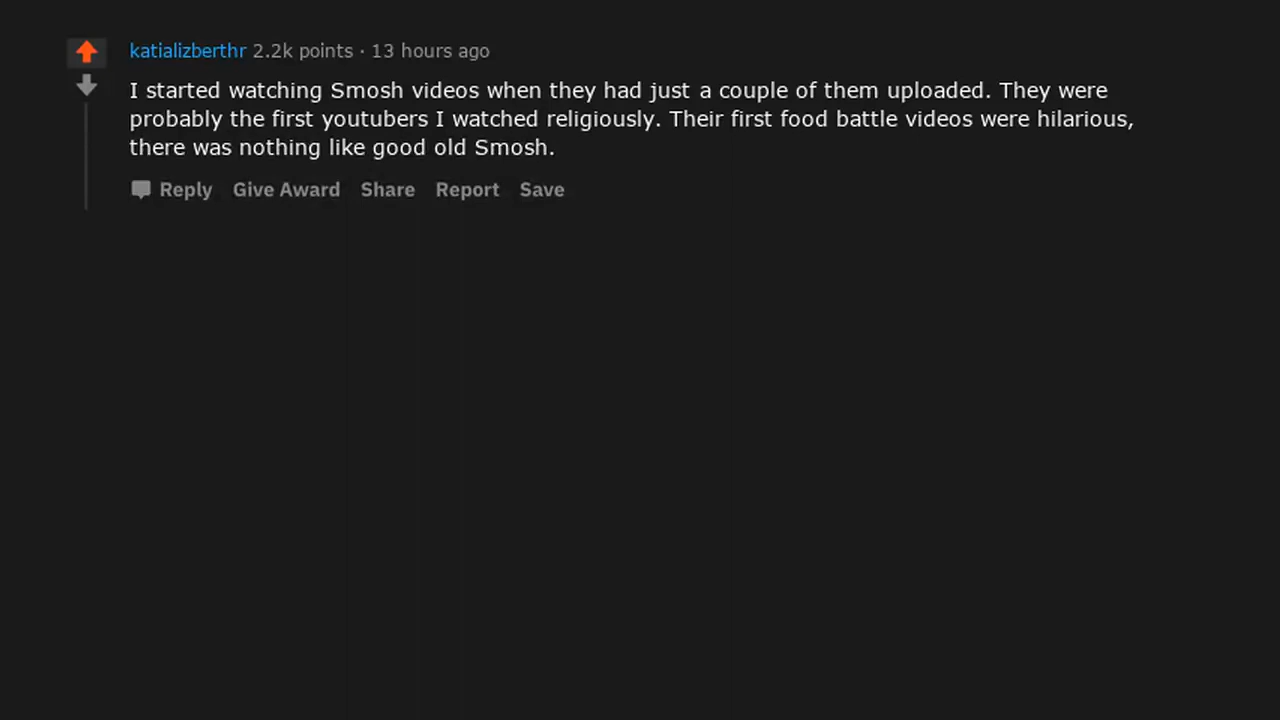 katializberthr 2.2k points · 13 hours ago
I started watching Smosh videos when they had just a couple of them uploaded. They were
probably the first youtubers I watched religiously. Their first food battle videos were hilarious,
there was nothing like good old Smosh.
Reply Give Award Share Report Save